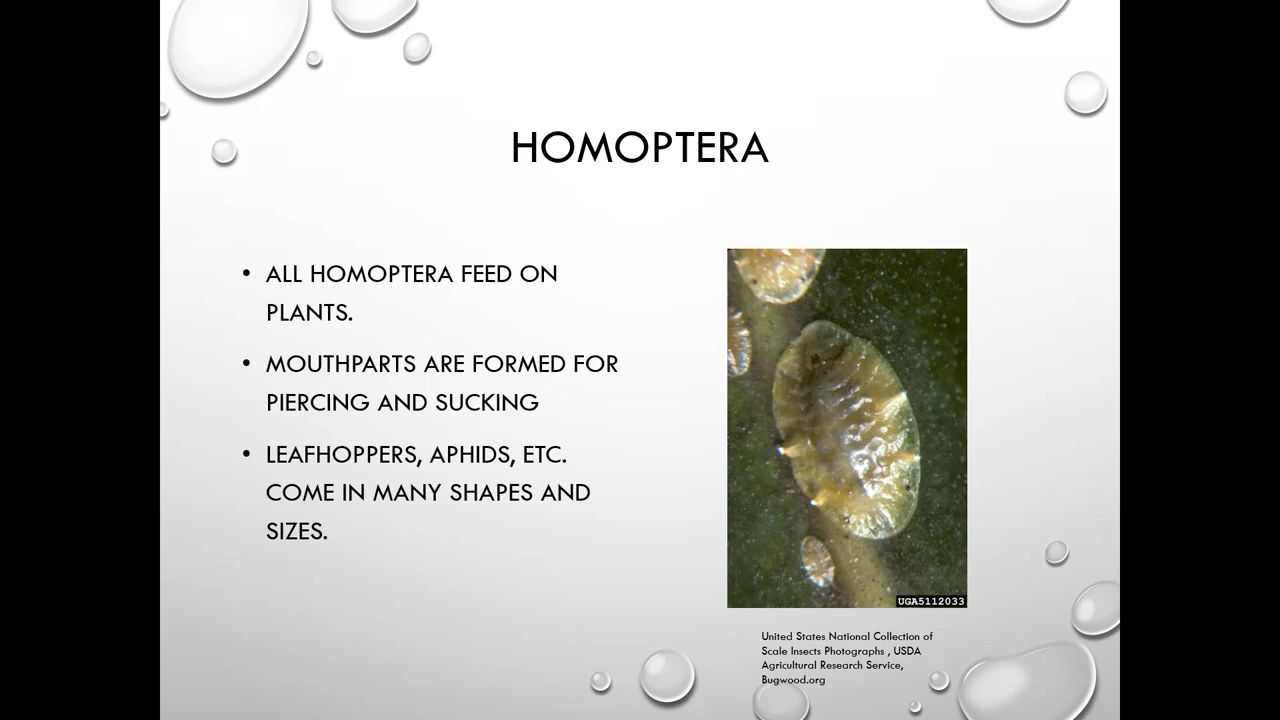 HOMOPTERA
• ALL HOMOPTERA FEED ON
PLANTS.
• MOUTHPARTS ARE FORMED FOR
PIERCING AND SUCKING
• LEAFHOPPERS, APHIDS, ETC.
COME IN MANY SHAPES AND
SIZES.
UGA5112033
United States National Collection of
Scale Insects Photographs , USDA
Agricultural Research Service,
Bugwood.org